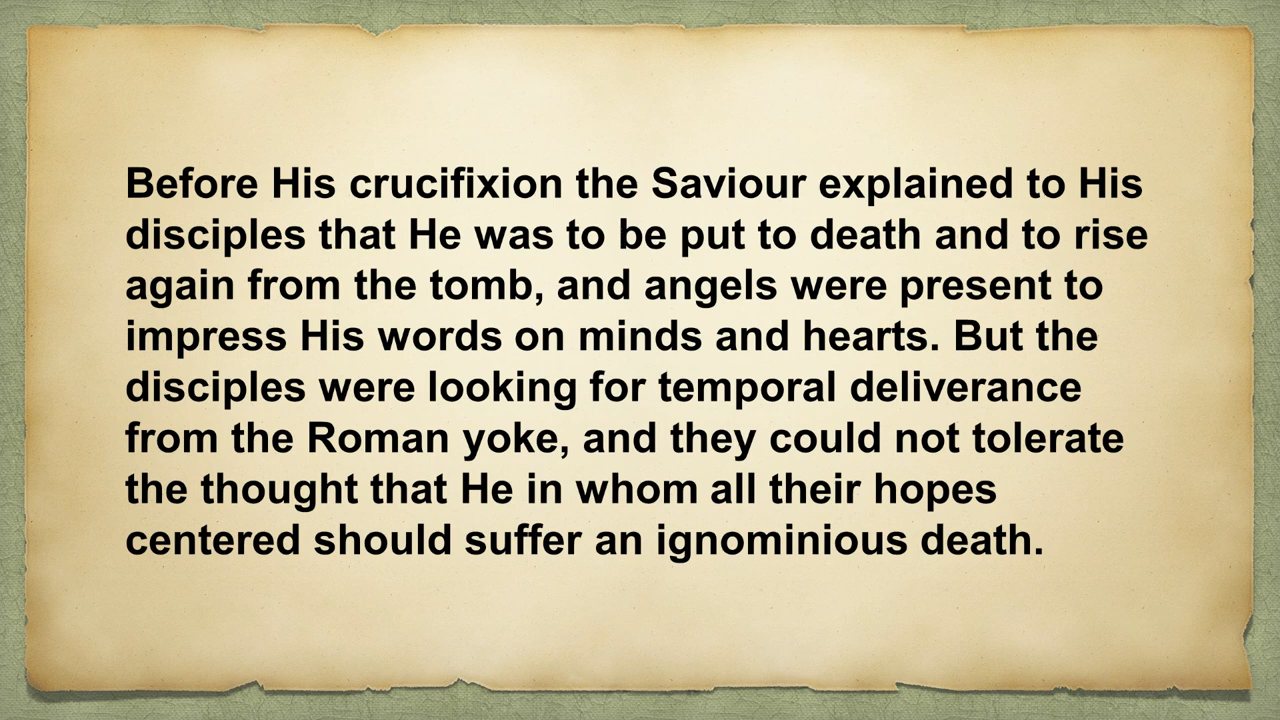 Before His crucifixion the Saviour explained to His
disciples that He was to be put to death and to rise
again from the tomb, and angels were present to
impress His words on minds and hearts. But the
disciples were looking for temporal deliverance
from the Roman yoke, and they could not tolerate
the thought that He in whom all their hopes
centered should suffer an ignominious death.